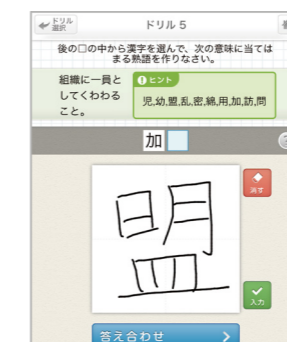 ドリル選択
ドリル 5
後の□の中から漢字を選んで、次の意味に当ては
まる熟語を作りなさい。
組織に一員と
してくわわる
こと。
ヒント
児,幼,盟,乱,密,綿,用,加,訪,問
加
盟
消す
入力
答え合わせ